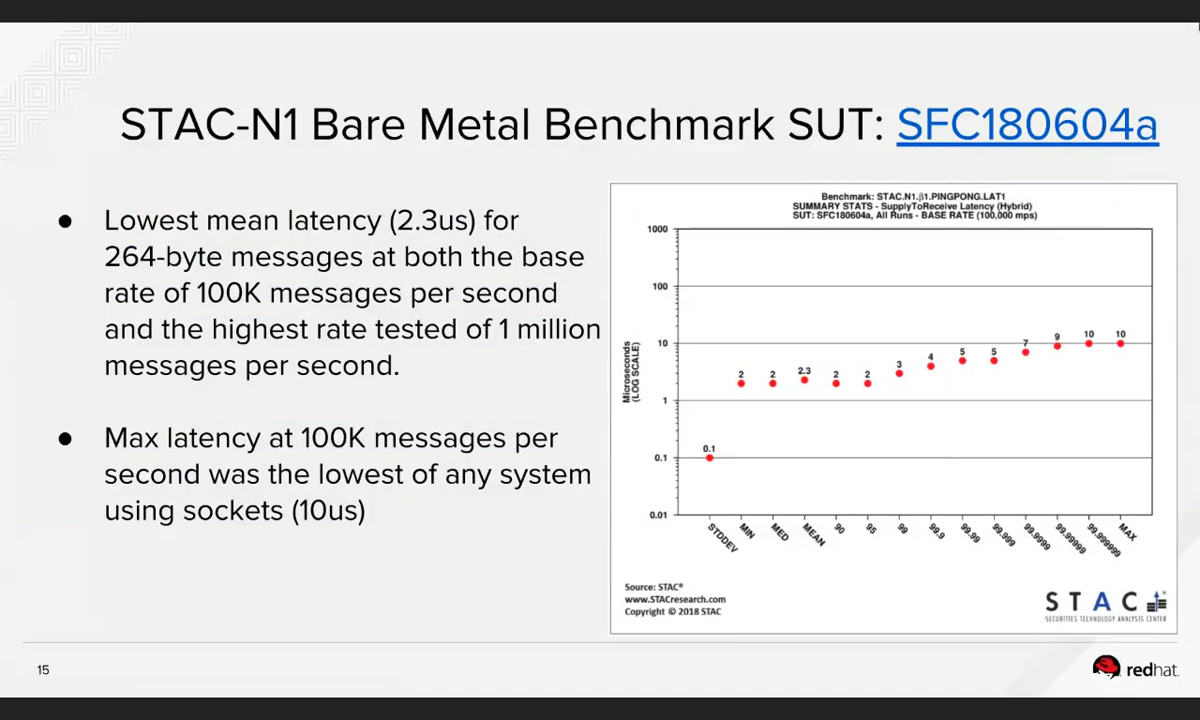 STAC-N1 Bare Metal Benchmark SUT: SFC180604a
● Lowest mean latency (2.3us) for
264-byte messages at both the base
rate of 100K messages per second
and the highest rate tested of 1 million
messages per second.
● Max latency at 100K messages per
second was the lowest of any system
using sockets (10us)
Benchmark: STAC.N1.β1.PINGPONG.LAT1
SUMMARY STATS - SupplyToReceive Latency (Hybrid)
SUT: SFC180604a, All Runs - BASE RATE (100,000 mps)
Microseconds
(LOG SCALE)
1000
100
10
1
0.1
0.01
0.1
2
2
2.3
2
2
3
4
5
5
7
9
10
10
STDDEV
MIN
MED
MEAN
90
95
99
99.9
99.99
99.999
99.9999
99.99999
99.999999
MAX
Source: STAC®
www.STACresearch.com
Copyright © 2018 STAC
STAC
SECURITIES TECHNOLOGY ANALYSIS CENTER
15
redhat.